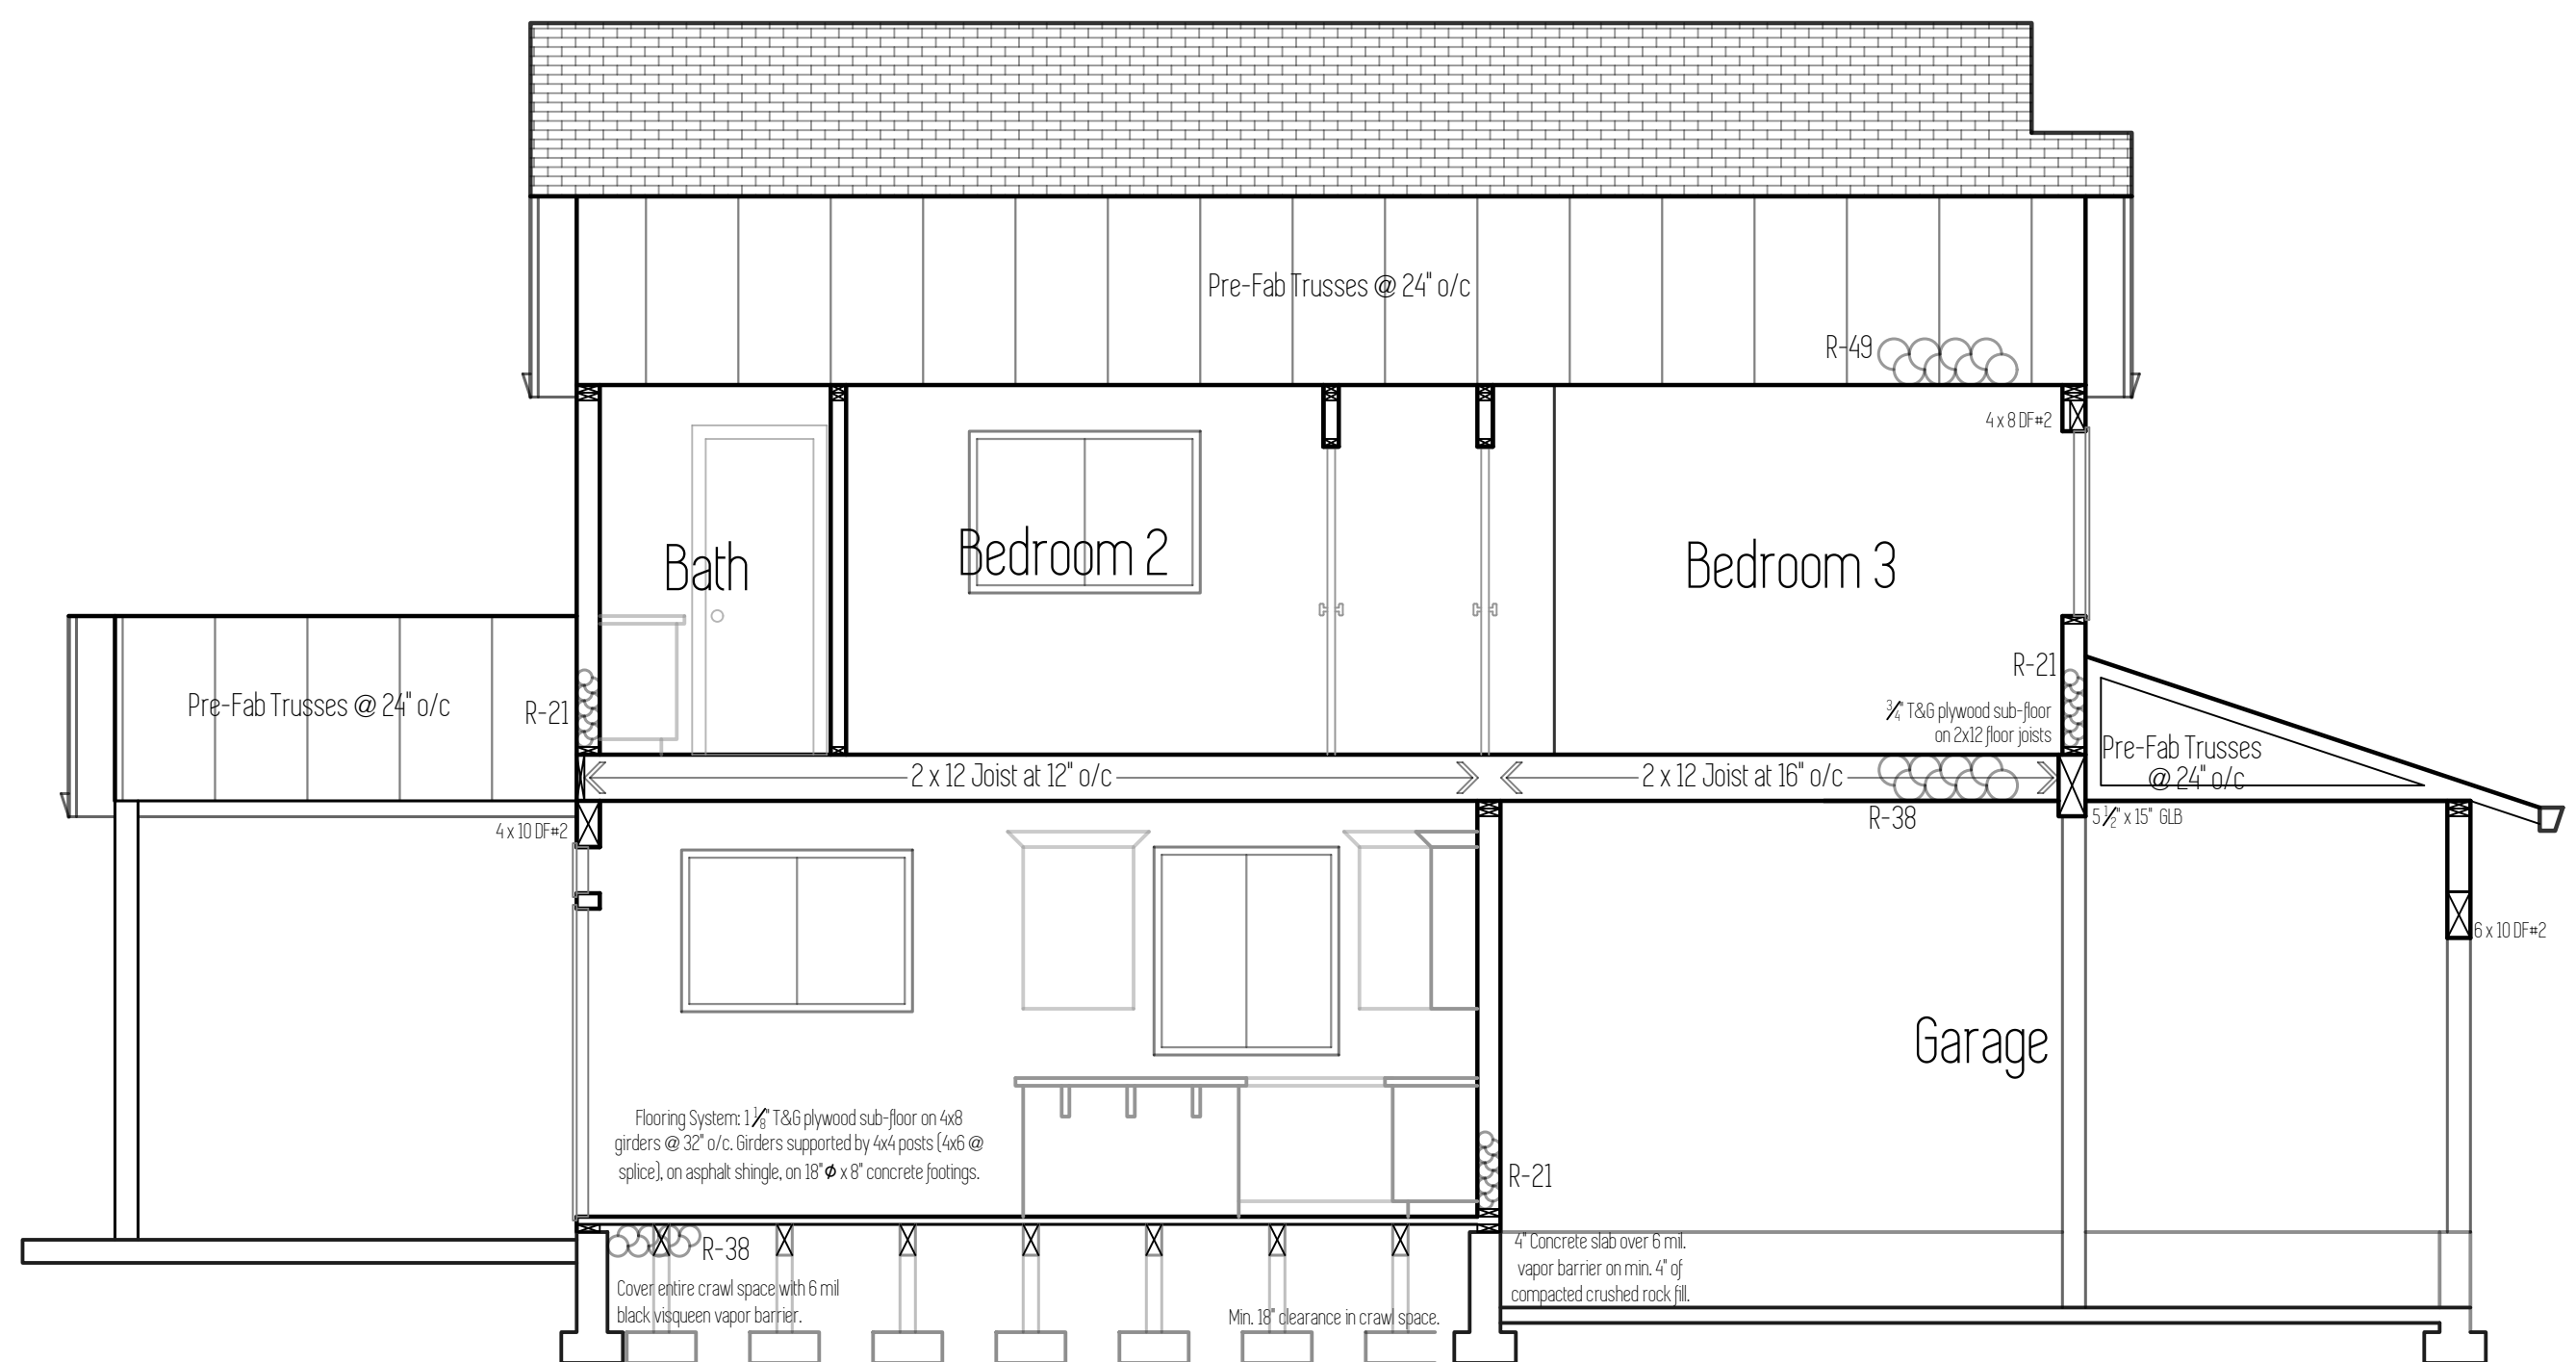 Pre-Fab Trusses @ 24" o/c
R-49
4 x 8 DF#2
Bath
Bedroom 2
Bedroom 3
Pre-Fab Trusses @ 24" o/c
R-21
R-21
3/4" T&G plywood sub-floor
on 2x12 floor joists
Pre-Fab Trusses
@ 24" o/c
2 x 12 Joist at 12" o/c
2 x 12 Joist at 16" o/c
4 x 10 DF#2
R-38
5 1/2" x 15" GLB
6 x 10 DF#2
Garage
Flooring System: 1 1/8" T&G plywood sub-floor on 4x8
girders @ 32" o/c. Girders supported by 4x4 posts (4x6 @
splice), on asphalt shingle, on 18"ϕ x 8" concrete footings.
R-21
R-38
Cover entire crawl space with 6 mil
black visqueen vapor barrier.
Min. 18" clearance in crawl space.
4" Concrete slab over 6 mil.
vapor barrier on min. 4" of
compacted crushed rock fill.